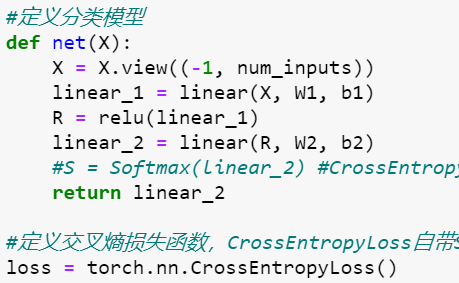 #定义分类模型
def net(X):
    X = X.view((-1, num_inputs))
    linear_1 = linear(X, W1, b1)
    R = relu(linear_1)
    linear_2 = linear(R, W2, b2)
    #S = Softmax(linear_2) #CrossEntropy
    return linear_2
#定义交叉熵损失函数, CrossEntropyLoss自带
loss = torch.nn.CrossEntropyLoss()